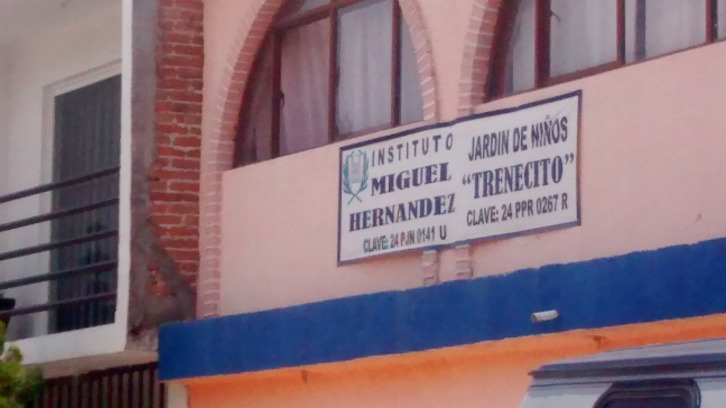 INSTITUTO
MIGUEL
HERNANDEZ
CLAVE: 24 PJN 0141 U
JARDIN DE NIÑOS
“TRENECITO”
CLAVE: 24 PPR 0267 R